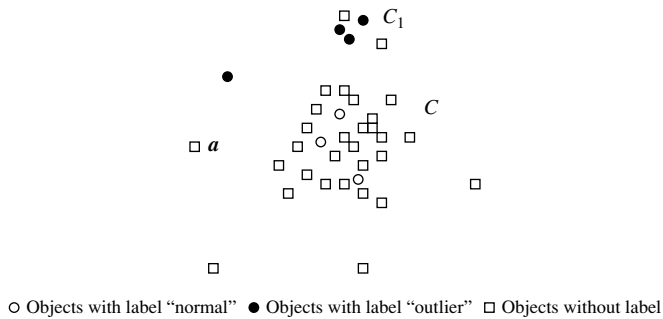 C₁
C
a
Objects with label “normal” Objects with label “outlier” Objects without label